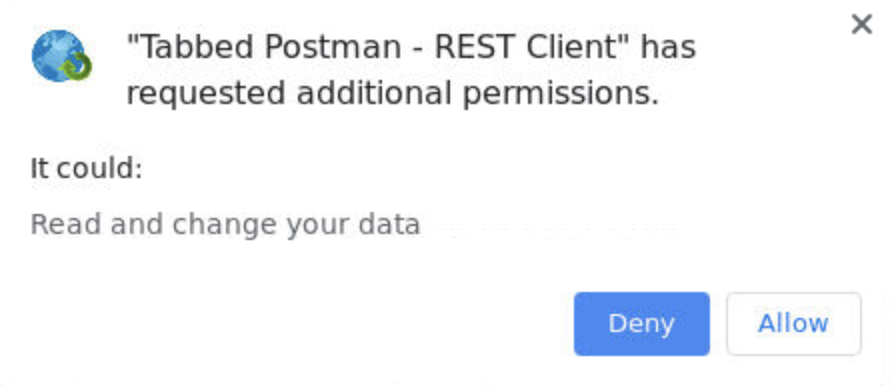 "Tabbed Postman - REST Client" has
requested additional permissions.
It could:
Read and change your data
Deny
Allow